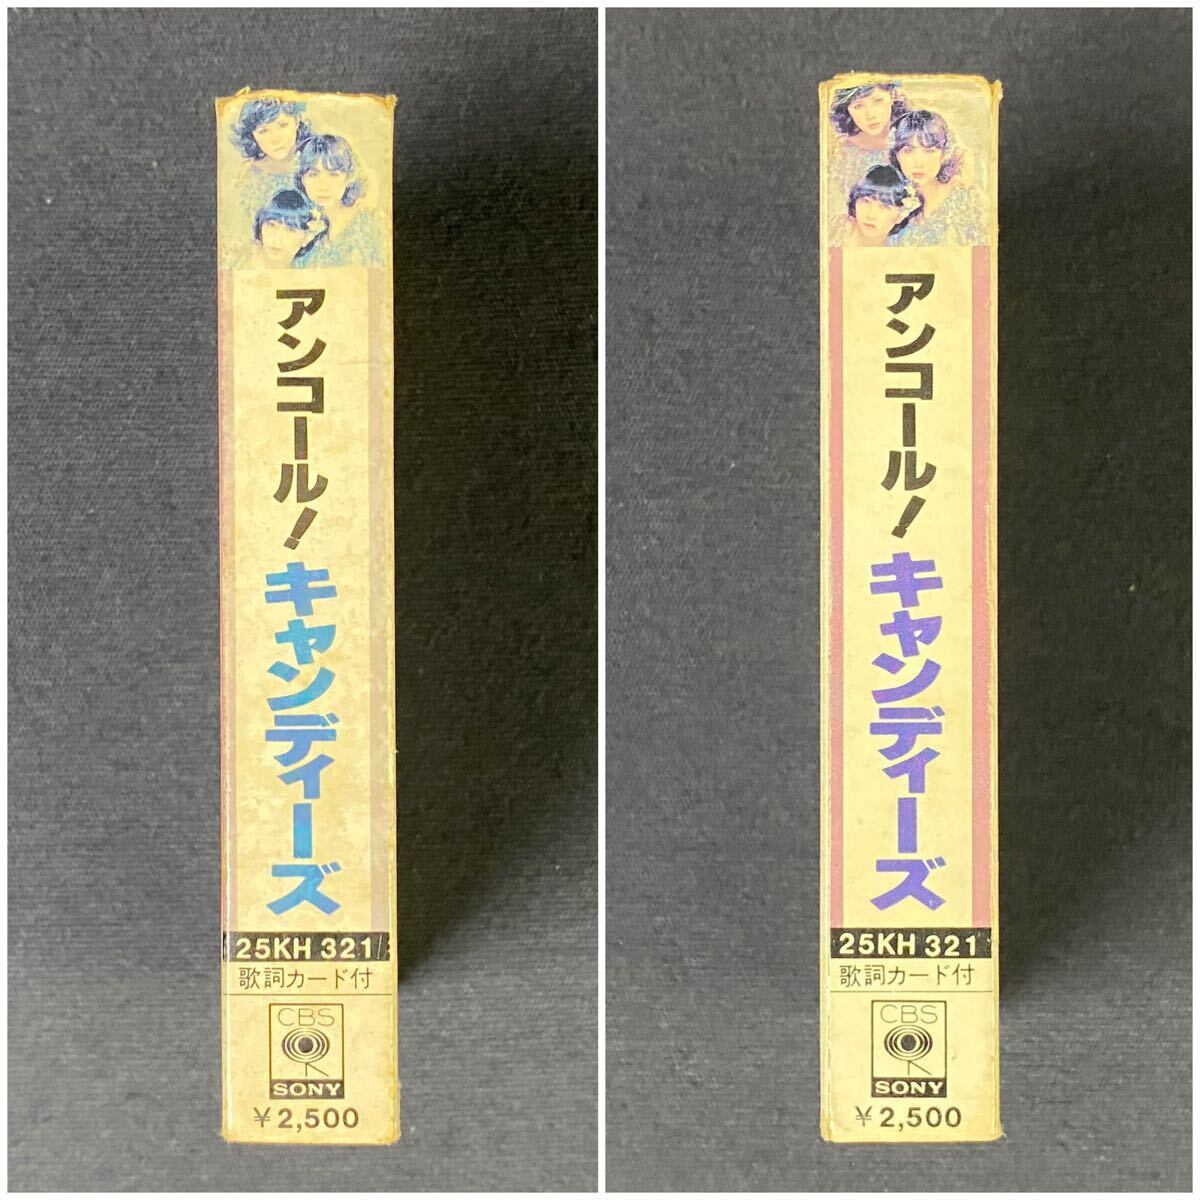 アンコール!
キャンディーズ
25KH 321
歌詞カード付
CBS
SONY
¥2,500
アンコール!
キャンディーズ
25KH 321
歌詞カード付
CBS
SONY
¥2,500